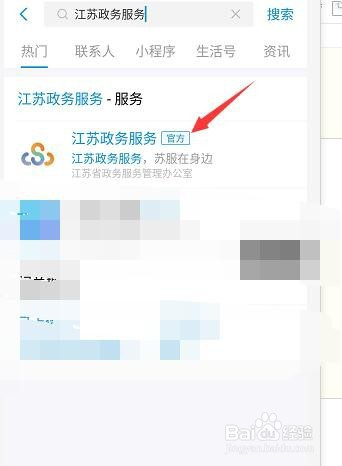 江苏政务服务 搜索
热门 联系人 小程序 生活号 资讯
江苏政务服务 - 服务
江苏政务服务 官方
江苏政务服务，苏服在身边
江苏省政务服务管理办公室
Baidu经验